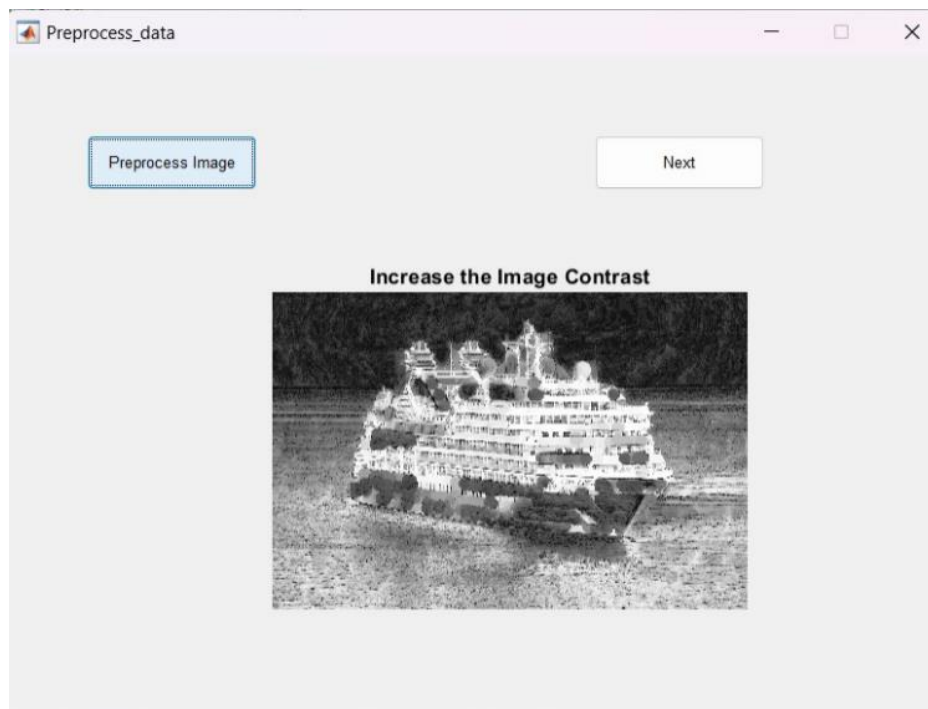 Preprocess_data
Preprocess Image
Next
Increase the Image Contrast